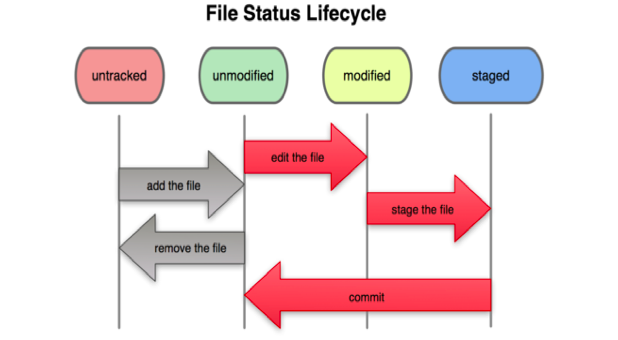 File Status Lifecycle
untracked
unmodified
modified
staged
edit the file
add the file
stage the file
remove the file
commit